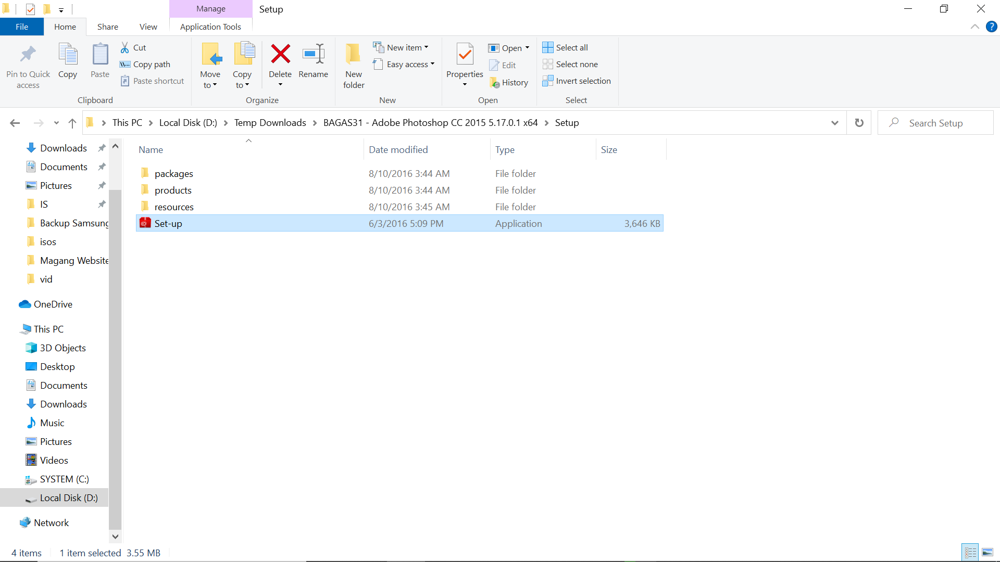 Manage
Setup
File
Home
Share
View
Application Tools
Pin to Quick access
Copy
Paste
Cut
Copy path
Paste shortcut
Clipboard
Move to
Copy to
Delete
Rename
Organize
New folder
New item
Easy access
New
Properties
Open
Edit
History
Open
Select all
Select none
Invert selection
Select
This PC > Local Disk (D:) > Temp Downloads > BAGAS31 - Adobe Photoshop CC 2015 5.17.0.1 x64 > Setup
Search Setup
Downloads
Documents
Pictures
IS
Backup Samsung
isos
Magang Website
vid
OneDrive
This PC
3D Objects
Desktop
Documents
Downloads
Music
Pictures
Videos
SYSTEM (C:)
Local Disk (D:)
Network
Name Date modified Type Size
packages 8/10/2016 3:44 AM File folder
products 8/10/2016 3:44 AM File folder
resources 8/10/2016 3:45 AM File folder
Set-up 6/3/2016 5:09 PM Application 3,646 KB
4 items 1 item selected 3.55 MB